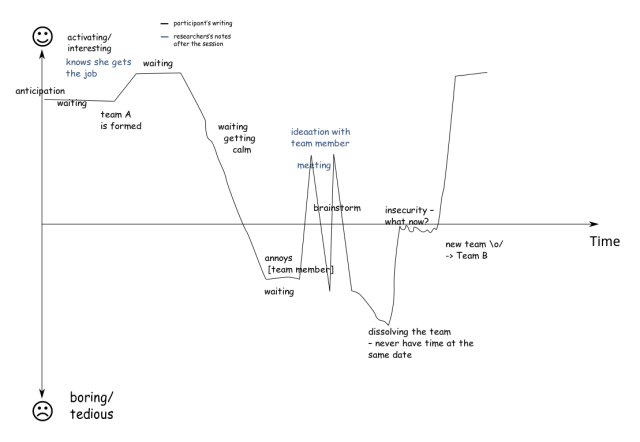 participant's writing
researchers's notes
after the session
activating/
interesting
knows she gets
the job
waiting
anticipation
waiting
team A
is formed
waiting
getting
calm
ideaation with
team member
meeting
brainstorm
insecurity –
what now?
Time
new team \o/
-> Team B
annoys
[team member]
waiting
dissolving the team
– never have time at the
same date
boring/
tedious